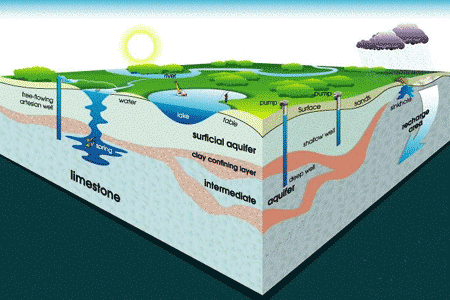 river
free-flowing
artesian well
water
lake
table
pump
Surface
pump
sands
sinkhole
shallow well
recharge
area
spring
surficial aquifer
clay confining layer
deep well
limestone
intermediate
aquifer